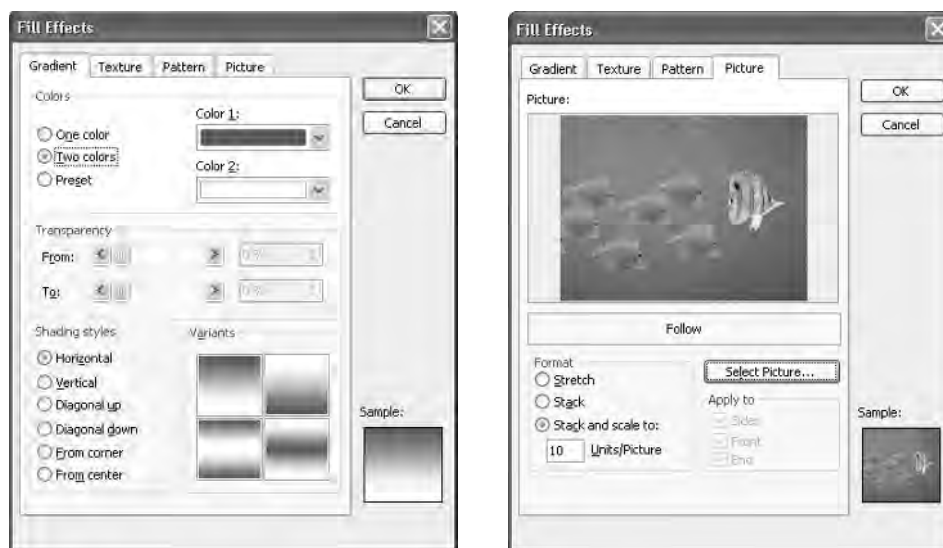 Fill Effects
Gradient Texture Pattern Picture
Colors
One color
Two colors
Preset
Color 1:
Color 2:
OK
Cancel
Transparency
From:
0 %
To:
0 %
Shading styles
Horizontal
Vertical
Diagonal up
Diagonal down
From corner
From center
Variants
Sample:
Fill Effects
Gradient Texture Pattern Picture
Picture:
OK
Cancel
Follow
Format
Stretch
Stack
Stack and scale to:
10 Units/Picture
Select Picture...
Apply to
Sides
Front
End
Sample: